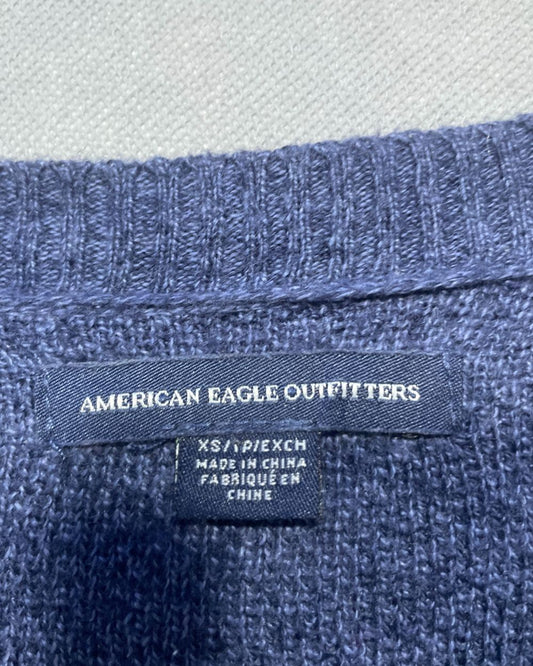 AMERICAN EAGLE OUTFITTERS
XS/TP/EXCH
MADE IN CHINA
FABRIQUÉ EN
CHINE